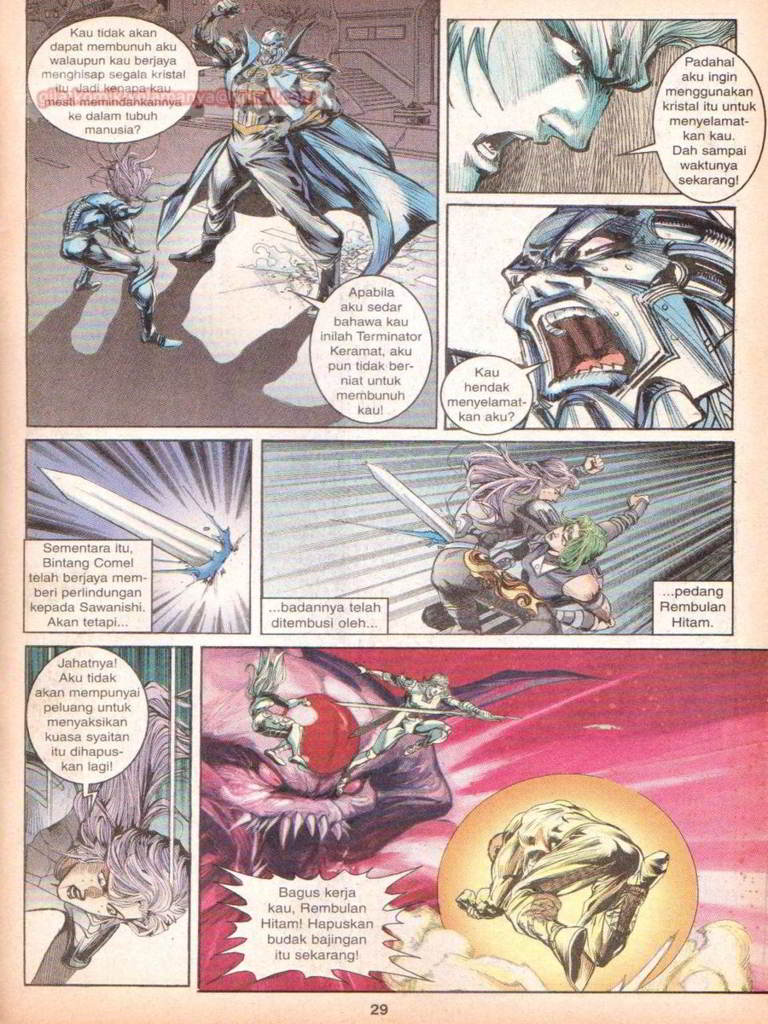 Kau tidak akan
dapat membunuh aku
walaupun kau berjaya
menghisap segala kristal
itu. Jadi kenapa kau
mesti memindahkannya
ke dalam tubuh
manusia?
Apabila
aku sedar
bahawa kau
inilah Terminator
Keramat, aku
pun tidak ber-
niat untuk
membunuh
kau!
Padahal
aku ingin
menggunakan
kristal itu untuk
menyelamat-
kan kau.
Dah sampai
waktunya
sekarang!
Kau
hendak
menyelamat-
kan aku?
Sementara itu,
Bintang Comel
telah berjaya mem-
beri perlindungan
kepada Sawanishi.
Akan tetapi...
...badannya telah
ditembusi oleh...
...pedang
Rembulan
Hitam.
Jahatnya!
Aku tidak
akan mempunyai
peluang untuk
menyaksikan
kuasa syaitan
itu dihapus-
kan lagi!
Bagus kerja
kau, Rembulan
Hitam! Hapuskan
budak bajingan
itu sekarang!
29